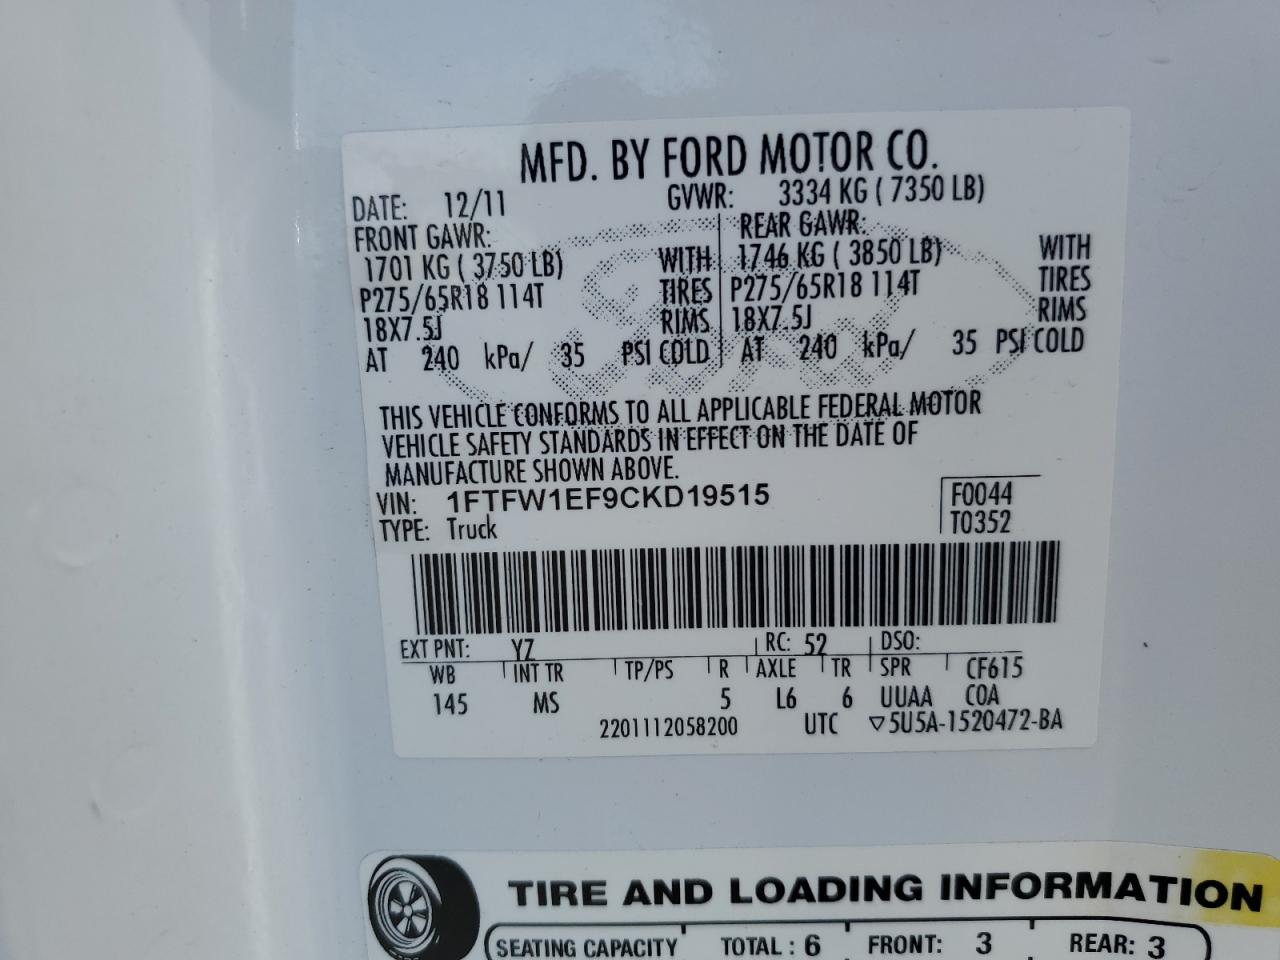 MFD. BY FORD MOTOR CO.
DATE: 12/11 GVWR: 3334 KG ( 7350 LB)
FRONT GAWR: REAR GAWR:
1701 KG ( 3750 LB) WITH 1746 KG ( 3850 LB) WITH
P275/65R18 114T TIRES P275/65R18 114T TIRES
18X7.5J RIMS 18X7.5J RIMS
AT 240 kPa/ 35 PSI COLD AT 240 kPa/ 35 PSI COLD
Ford
THIS VEHICLE CONFORMS TO ALL APPLICABLE FEDERAL MOTOR
VEHICLE SAFETY STANDARDS IN EFFECT ON THE DATE OF
MANUFACTURE SHOWN ABOVE.
VIN: 1FTFW1EF9CKD19515 F0044
TYPE: Truck T0352
EXT PNT: YZ RC: 52 DSO:
WB INT TR TP/PS R AXLE TR SPR CF615
145 MS 5 L6 6 UUAA COA
2201112058200 UTC ▽5U5A-1520472-BA
TIRE AND LOADING INFORMATION
SEATING CAPACITY TOTAL : 6 FRONT: 3 REAR: 3